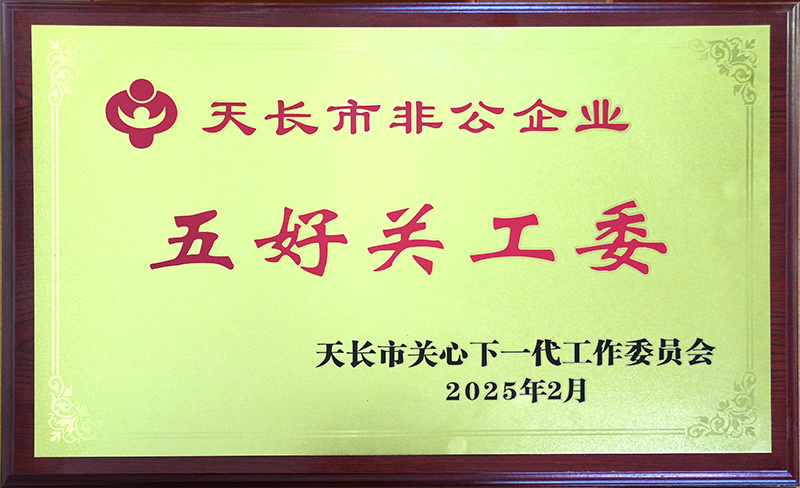 天长市非公企业
五好关工委
天长市关心下一代工作委员会
2025年2月